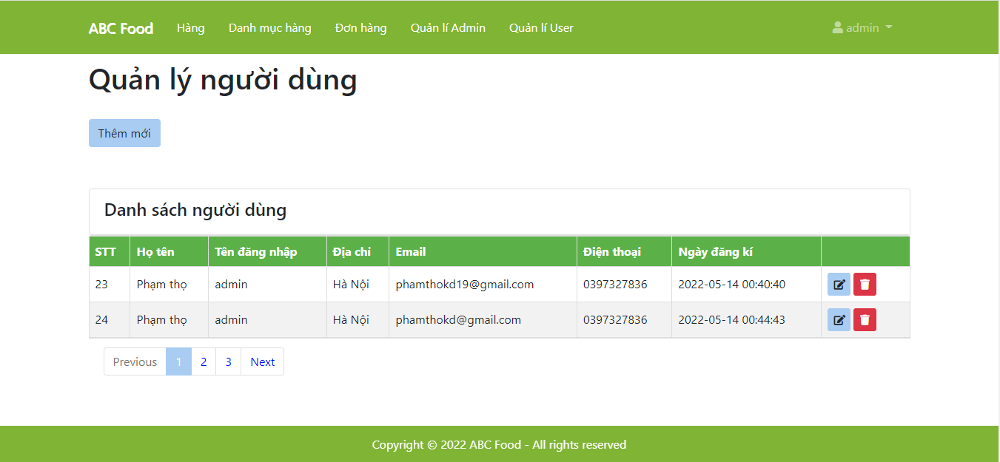 ABC Food Hàng Danh mục hàng Đơn hàng Quản lí Admin Quản lí User admin
Quản lý người dùng
Thêm mới
Danh sách người dùng
STT Họ tên Tên đăng nhập Địa chỉ Email Điện thoại Ngày đăng kí
23 Phạm thọ admin Hà Nội phamthokd19@gmail.com 0397327836 2022-05-14 00:40:40
24 Phạm thọ admin Hà Nội phamthokd@gmail.com 0397327836 2022-05-14 00:44:43
Previous 1 2 3 Next
Copyright © 2022 ABC Food - All rights reserved